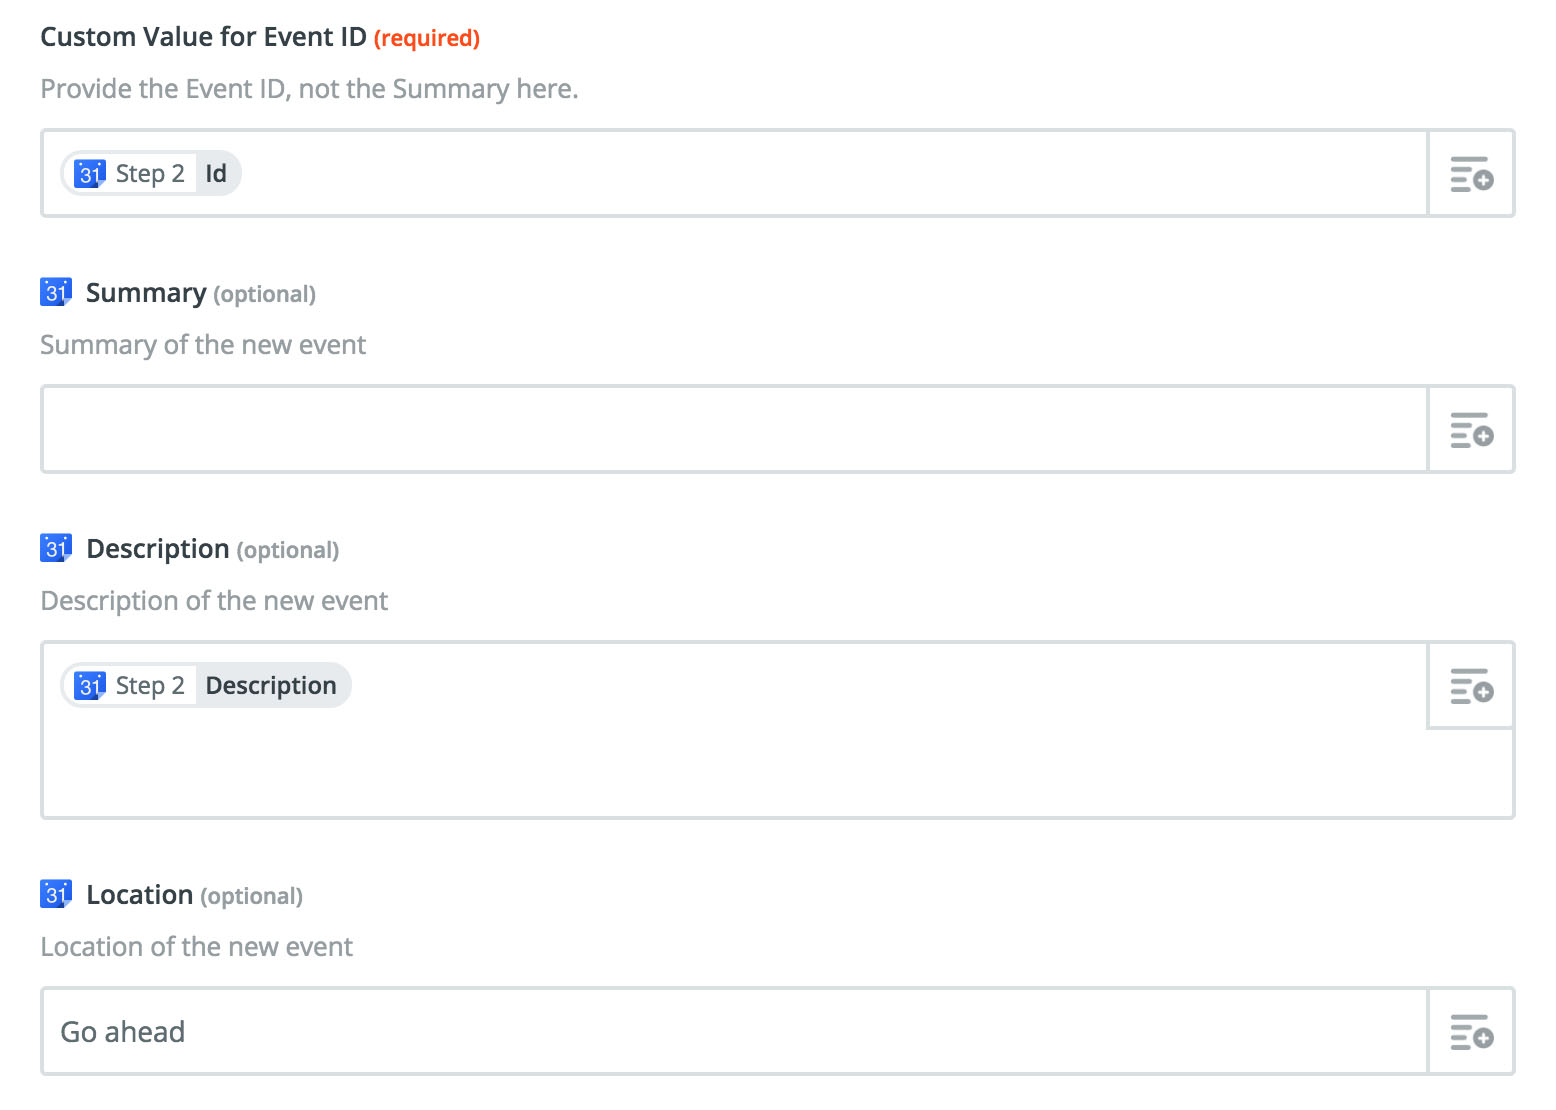 Custom Value for Event ID (required)
Provide the Event ID, not the Summary here.
31 Step 2 Id
31 Summary (optional)
Summary of the new event
31 Description (optional)
Description of the new event
31 Step 2 Description
31 Location (optional)
Location of the new event
Go ahead